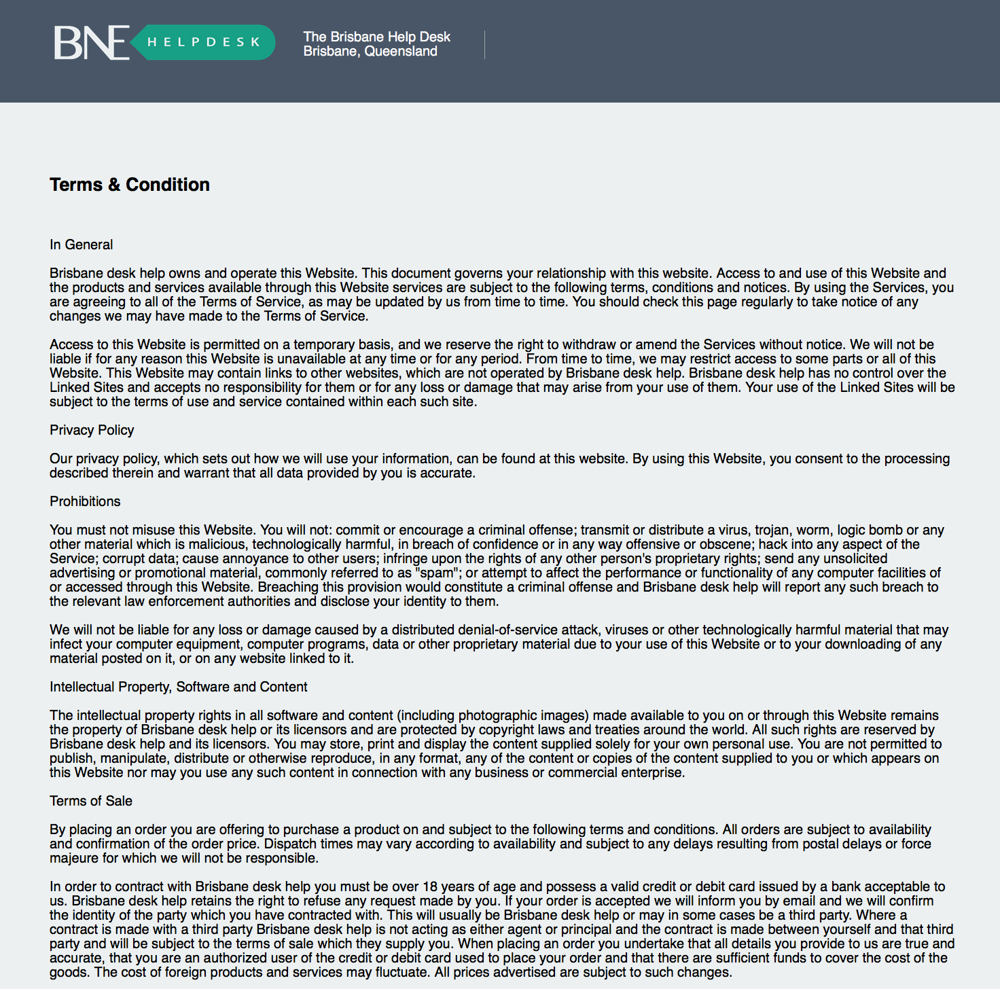 BNE HELPDESK
The Brisbane Help Desk
Brisbane, Queensland
Terms & Condition
In General
Brisbane desk help owns and operate this Website. This document governs your relationship with this website. Access to and use of this Website and
the products and services available through this Website services are subject to the following terms, conditions and notices. By using the Services, you
are agreeing to all of the Terms of Service, as may be updated by us from time to time. You should check this page regularly to take notice of any
changes we may have made to the Terms of Service.
Access to this Website is permitted on a temporary basis, and we reserve the right to withdraw or amend the Services without notice. We will not be
liable if for any reason this Website is unavailable at any time or for any period. From time to time, we may restrict access to some parts or all of this
Website. This Website may contain links to other websites, which are not operated by Brisbane desk help. Brisbane desk help has no control over the
Linked Sites and accepts no responsibility for them or for any loss or damage that may arise from your use of them. Your use of the Linked Sites will be
subject to the terms of use and service contained within each such site.
Privacy Policy
Our privacy policy, which sets out how we will use your information, can be found at this website. By using this Website, you consent to the processing
described therein and warrant that all data provided by you is accurate.
Prohibitions
You must not misuse this Website. You will not: commit or encourage a criminal offense; transmit or distribute a virus, trojan, worm, logic bomb or any
other material which is malicious, technologically harmful, in breach of confidence or in any way offensive or obscene; hack into any aspect of the
Service; corrupt data; cause annoyance to other users; infringe upon the rights of any other person's proprietary rights; send any unsolicited
advertising or promotional material, commonly referred to as "spam"; or attempt to affect the performance or functionality of any computer facilities of
or accessed through this Website. Breaching this provision would constitute a criminal offense and Brisbane desk help will report any such breach to
the relevant law enforcement authorities and disclose your identity to them.
We will not be liable for any loss or damage caused by a distributed denial-of-service attack, viruses or other technologically harmful material that may
infect your computer equipment, computer programs, data or other proprietary material due to your use of this Website or to your downloading of any
material posted on it, or on any website linked to it.
Intellectual Property, Software and Content
The intellectual property rights in all software and content (including photographic images) made available to you on or through this Website remains
the property of Brisbane desk help or its licensors and are protected by copyright laws and treaties around the world. All such rights are reserved by
Brisbane desk help and its licensors. You may store, print and display the content supplied solely for your own personal use. You are not permitted to
publish, manipulate, distribute or otherwise reproduce, in any format, any of the content or copies of the content supplied to you or which appears on
this Website nor may you use any such content in connection with any business or commercial enterprise.
Terms of Sale
By placing an order you are offering to purchase a product on and subject to the following terms and conditions. All orders are subject to availability
and confirmation of the order price. Dispatch times may vary according to availability and subject to any delays resulting from postal delays or force
majeure for which we will not be responsible.
In order to contract with Brisbane desk help you must be over 18 years of age and possess a valid credit or debit card issued by a bank acceptable to
us. Brisbane desk help retains the right to refuse any request made by you. If your order is accepted we will inform you by email and we will confirm
the identity of the party which you have contracted with. This will usually be Brisbane desk help or may in some cases be a third party. Where a
contract is made with a third party Brisbane desk help is not acting as either agent or principal and the contract is made between yourself and that third
party and will be subject to the terms of sale which they supply you. When placing an order you undertake that all details you provide to us are true and
accurate, that you are an authorized user of the credit or debit card used to place your order and that there are sufficient funds to cover the cost of the
goods. The cost of foreign products and services may fluctuate. All prices advertised are subject to such changes.